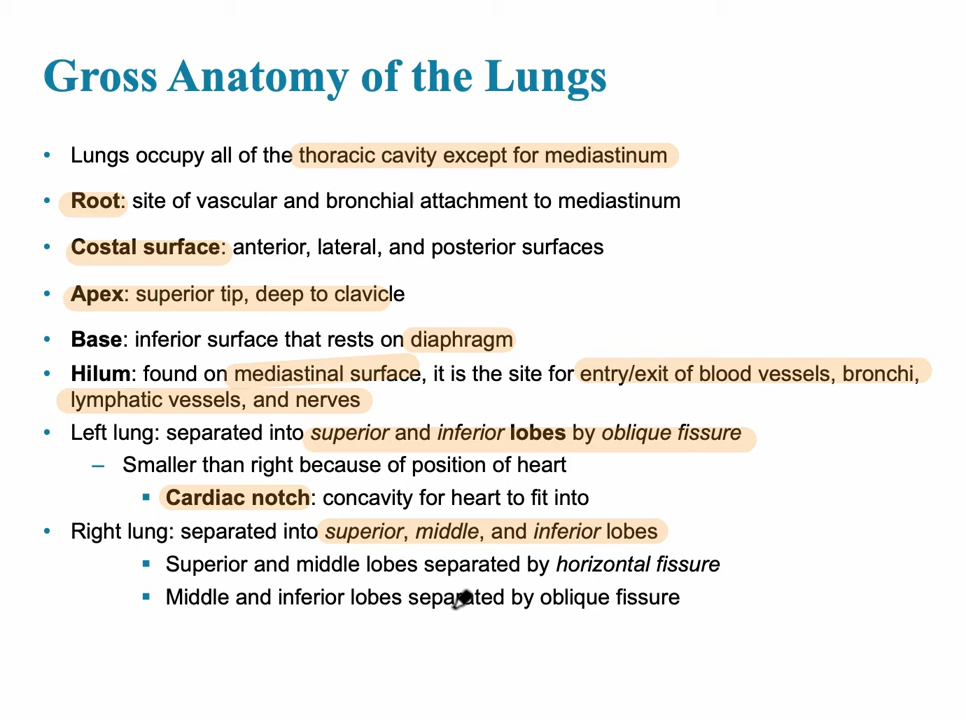 Gross Anatomy of the Lungs
• Lungs occupy all of the thoracic cavity except for mediastinum
• Root: site of vascular and bronchial attachment to mediastinum
• Costal surface: anterior, lateral, and posterior surfaces
• Apex: superior tip, deep to clavicle
• Base: inferior surface that rests on diaphragm
• Hilum: found on mediastinal surface, it is the site for entry/exit of blood vessels, bronchi,
lymphatic vessels, and nerves
• Left lung: separated into superior and inferior lobes by oblique fissure
– Smaller than right because of position of heart
▪ Cardiac notch: concavity for heart to fit into
• Right lung: separated into superior, middle, and inferior lobes
▪ Superior and middle lobes separated by horizontal fissure
▪ Middle and inferior lobes separated by oblique fissure